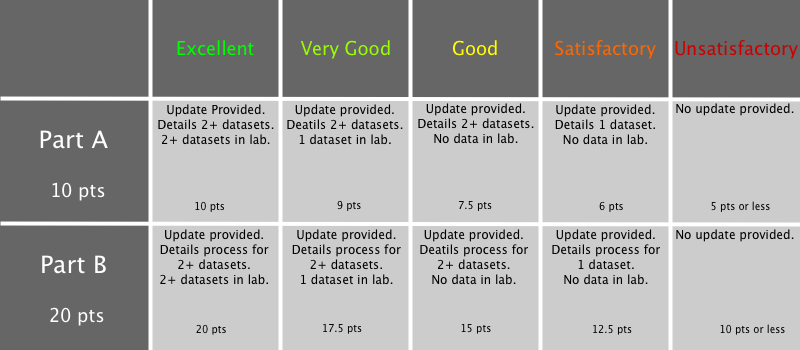 Excellent
Very Good
Good
Satisfactory
Unsatisfactory
Part A
10 pts
Update Provided.
Details 2+ datasets.
2+ datasets in lab.
10 pts
Update provided.
Deatils 2+ datasets.
1 dataset in lab.
9 pts
Update provided.
Details 2+ datasets.
No data in lab.
7.5 pts
Update provided.
Details 1 dataset.
No data in lab.
6 pts
No update provided.
5 pts or less
Part B
20 pts
Update provided.
Details process for
2+ datasets.
2+ datasets in lab.
20 pts
Update provided.
Details process for
2+ datasets.
1 dataset in lab.
17.5 pts
Update provided.
Deatils process for
2+ datasets.
No data in lab.
15 pts
Update provided.
Details process for
1 dataset.
No data in lab.
12.5 pts
No update provided.
10 pts or less